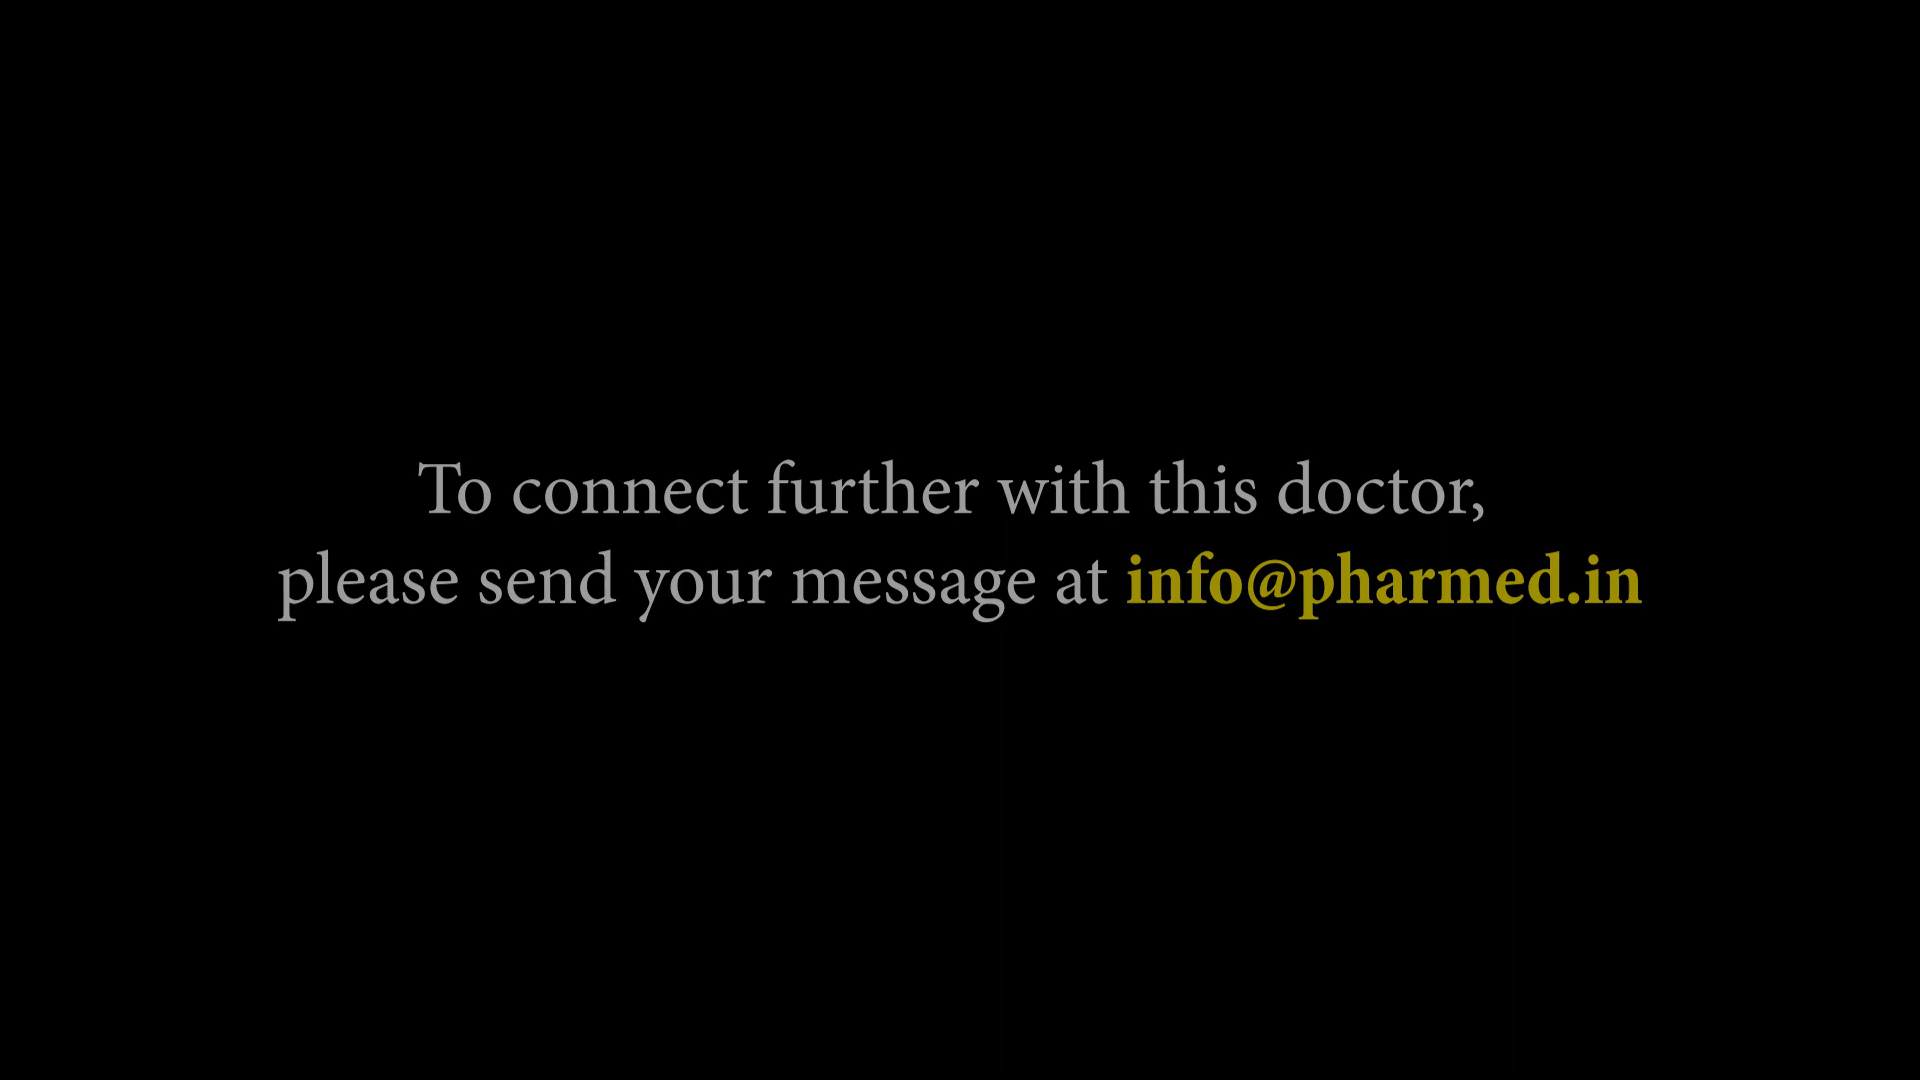 To connect further with this doctor,
please send your message at info@pharmed.in